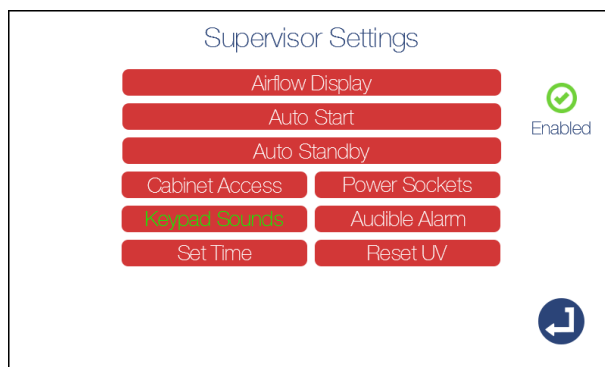 Supervisor Settings
Airflow Display
Auto Start
Enabled
Auto Standby
Cabinet Access
Power Sockets
Keypad Sounds
Audible Alarm
Set Time
Reset UV